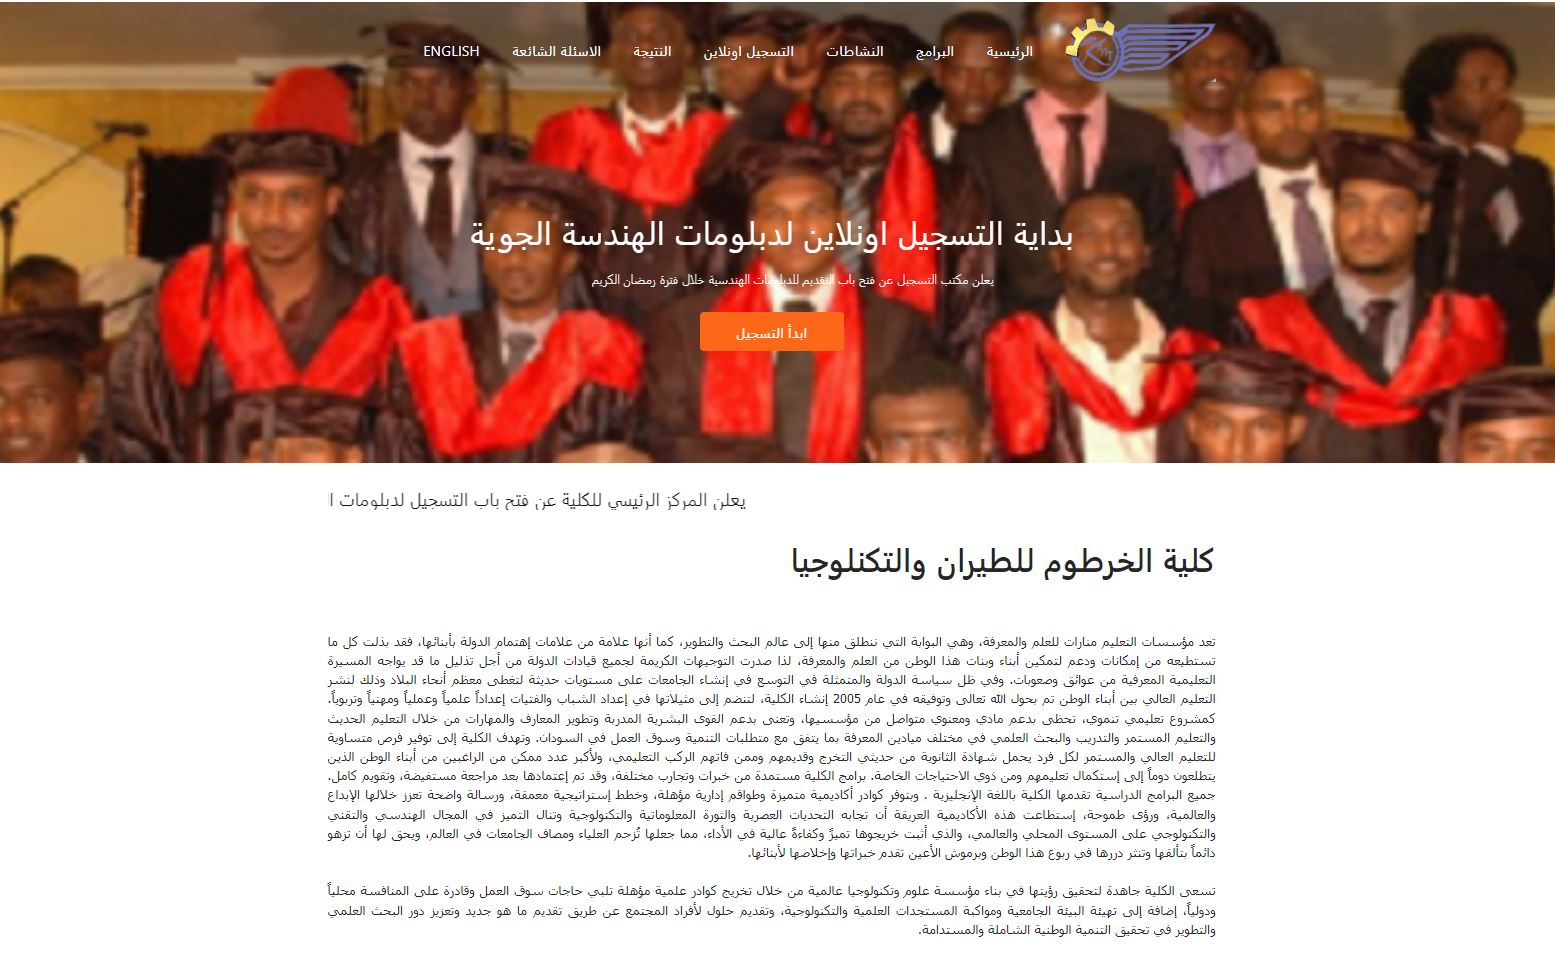 الرئيسية البرامج النشاطات التسجيل اونلاين النتيجة الاسئلة الشائعة ENGLISH
بداية التسجيل اونلاين لدبلومات الهندسة الجوية
يعلن مكتب التسجيل عن فتح باب التقديم للدبلومات الهندسية خلال فترة رمضان الكريم
ابدأ التسجيل
يعلن المركز الرئيسي للكلية عن فتح باب التسجيل لدبلومات ا
كلية الخرطوم للطيران والتكنلوجيا
تعد مؤسسات التعليم منارات للعلم والمعرفة، وهي البوابة التي ننطلق منها إلى عالم البحث والتطوير، كما أنها علامة من علامات إهتمام الدولة بأبنائها، فقد بذلت كل ما
تستطيعه من إمكانات ودعم لتمكين أبناء وبنات هذا الوطن من العلم والمعرفة، لذا صدرت التوجيهات الكريمة لجميع قيادات الدولة من أجل تذليل ما قد يواجه المسيرة
التعليمية المعرفية من عوائق وصعوبات. وفي ظل سياسة الدولة والمتمثلة في التوسع في إنشاء الجامعات على مستويات حديثة لتغطى معظم أنحاء البلاد وذلك لنشر
التعليم العالي بين أبناء الوطن تم بحول الله تعالى وتوفيقه في عام 2005 إنشاء الكلية، لتنضم إلى مثيلاتها في إعداد الشباب والفتيات إعداداً علمياً وعملياً ومهنياً وتربوياً.
كمشروع تعليمي تنموي، تحظى بدعم مادي ومعنوي متواصل من مؤسسيها، وتعنى بدعم القوى البشرية المدربة وتطوير المعارف والمهارات من خلال التعليم الحديث
والتعليم المستمر والتدريب والبحث العلمي في مختلف ميادين المعرفة بما يتفق مع متطلبات التنمية وسوق العمل في السودان. وتهدف الكلية إلى توفير فرص متساوية
للتعليم العالي والمستمر لكل فرد يحمل شهادة الثانوية من حديثي التخرج وقديمهم وممن فاتهم الركب التعليمي، ولأكبر عدد ممكن من الراغبين من أبناء الوطن الذين
يتطلعون دوماً إلى إستكمال تعليمهم ومن ذوي الاحتياجات الخاصة. برامج الكلية مستمدة من خبرات وتجارب مختلفة، وقد تم إعتمادها بعد مراجعة مستفيضة، وتقويم كامل.
جميع البرامج الدراسية تقدمها الكلية باللغة الإنجليزية . وبتوفر كوادر أكاديمية متميزة وطواقم إدارية مؤهلة، وخطط إستراتيجية معمقة، ورسالة واضحة تعزز خلالها الإبداع
والعالمية، ورؤى طموحة، إستطاعت هذه الأكاديمية العريقة أن تجابه التحديات العصرية والثورة المعلوماتية والتكنولوجية وتنال التميز في المجال الهندسي والتقني
والتكنولوجي على المستوى المحلي والعالمي، والذي أثبت خريجوها تميزً وكفاءةً عالية في الأداء، مما جعلها تُزحم العلياء ومصاف الجامعات في العالم، ويحق لها أن تزهو
دائماً بتألقها وتنثر دررها في ربوع هذا الوطن وبرموش الأعين تقدم خبراتها وإخلاصها لأبنائها.
تسعى الكلية جاهدة لتحقيق رؤيتها في بناء مؤسسة علوم وتكنولوجيا عالمية من خلال تخريج كوادر علمية مؤهلة تلبي حاجات سوق العمل وقادرة على المنافسة محلياً
ودولياً، إضافة إلى تهيئة البيئة الجامعية ومواكبة المستجدات العلمية والتكنولوجية، وتقديم حلول لأفراد المجتمع عن طريق تقديم ما هو جديد وتعزيز دور البحث العلمي
والتطوير في تحقيق التنمية الوطنية الشاملة والمستدامة.